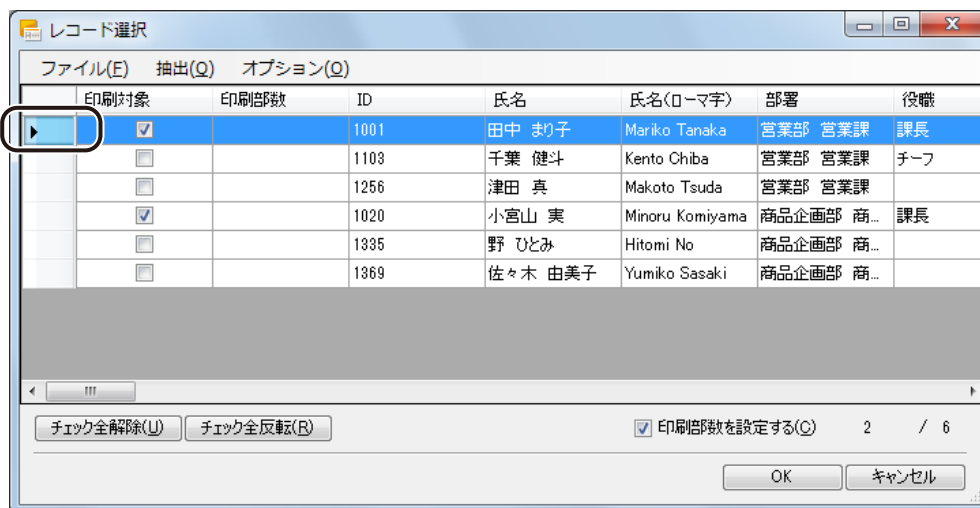 レコード選択
ファイル(F) 抽出(Q) オプション(O)
印刷対象 印刷部数 ID 氏名 氏名(ローマ字) 部署 役職
1001 田中 まり子 Mariko Tanaka 営業部 営業課 課長
1103 千葉 健斗 Kento Chiba 営業部 営業課 チーフ
1256 津田 真 Makoto Tsuda 営業部 営業課
1020 小宮山 実 Minoru Komiyama 商品企画部 商... 課長
1335 野 ひとみ Hitomi No 商品企画部 商...
1369 佐々木 由美子 Yumiko Sasaki 商品企画部 商...
チェック全解除(U) チェック全反転(R) 印刷部数を設定する(C) 2 / 6
OK キャンセル